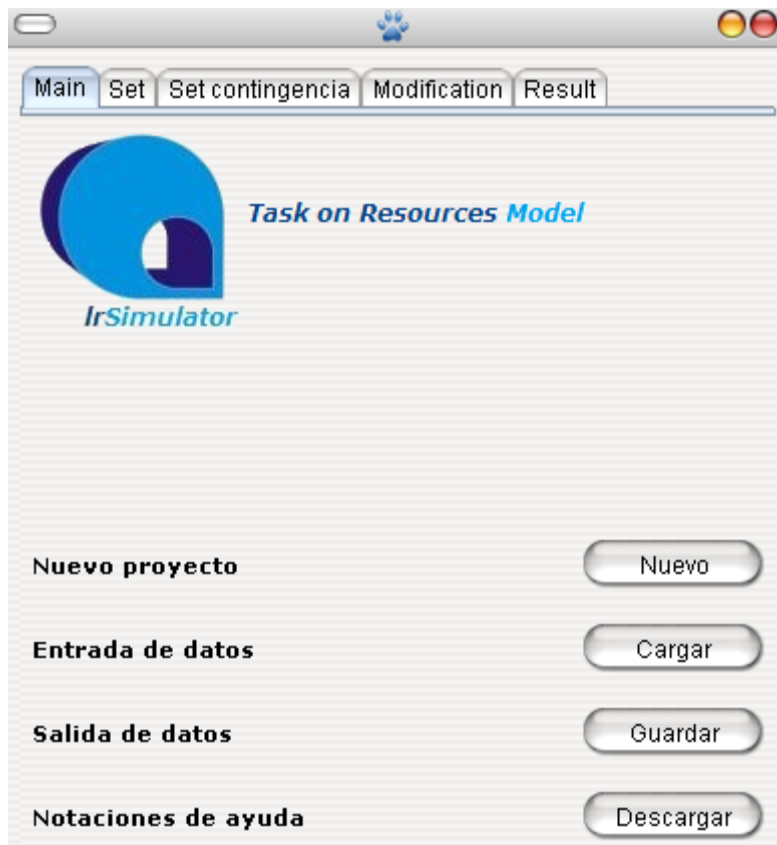 Main Set Set contingencia Modification Result
Task on Resources Model
lrSimulator
Nuevo proyecto Nuevo
Entrada de datos Cargar
Salida de datos Guardar
Notaciones de ayuda Descargar